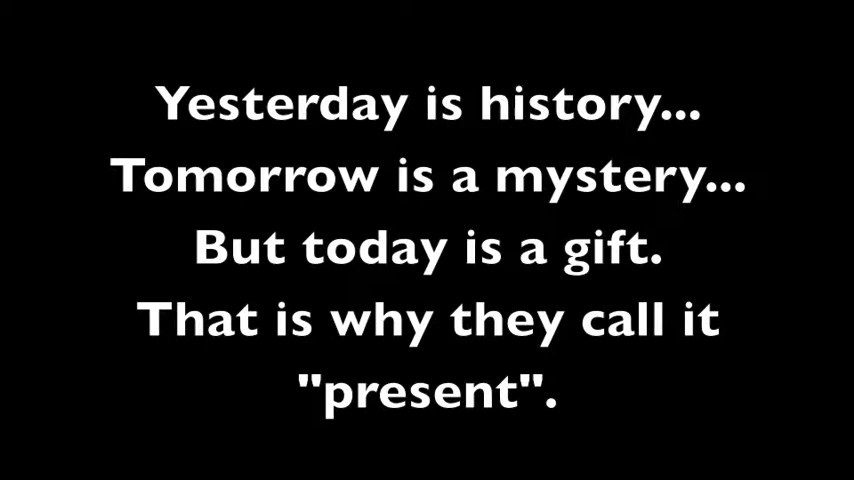 Yesterday is history...
Tomorrow is a mystery...
But today is a gift.
That is why they call it
"present".